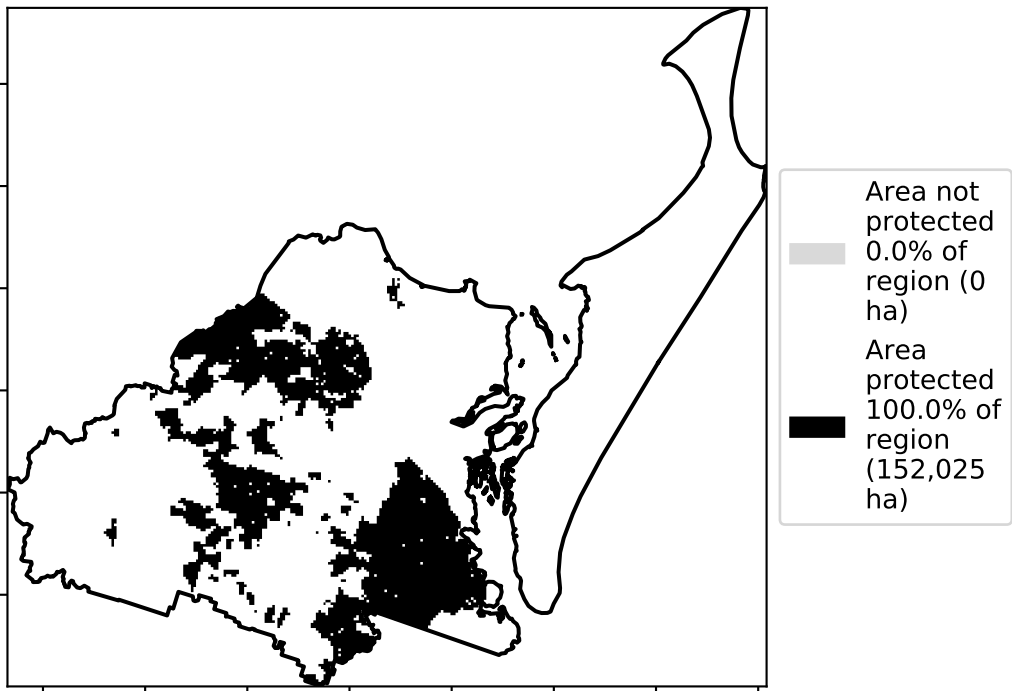 Area not
protected
0.0% of
region (0
ha)
Area
protected
100.0% of
region
(152,025
ha)